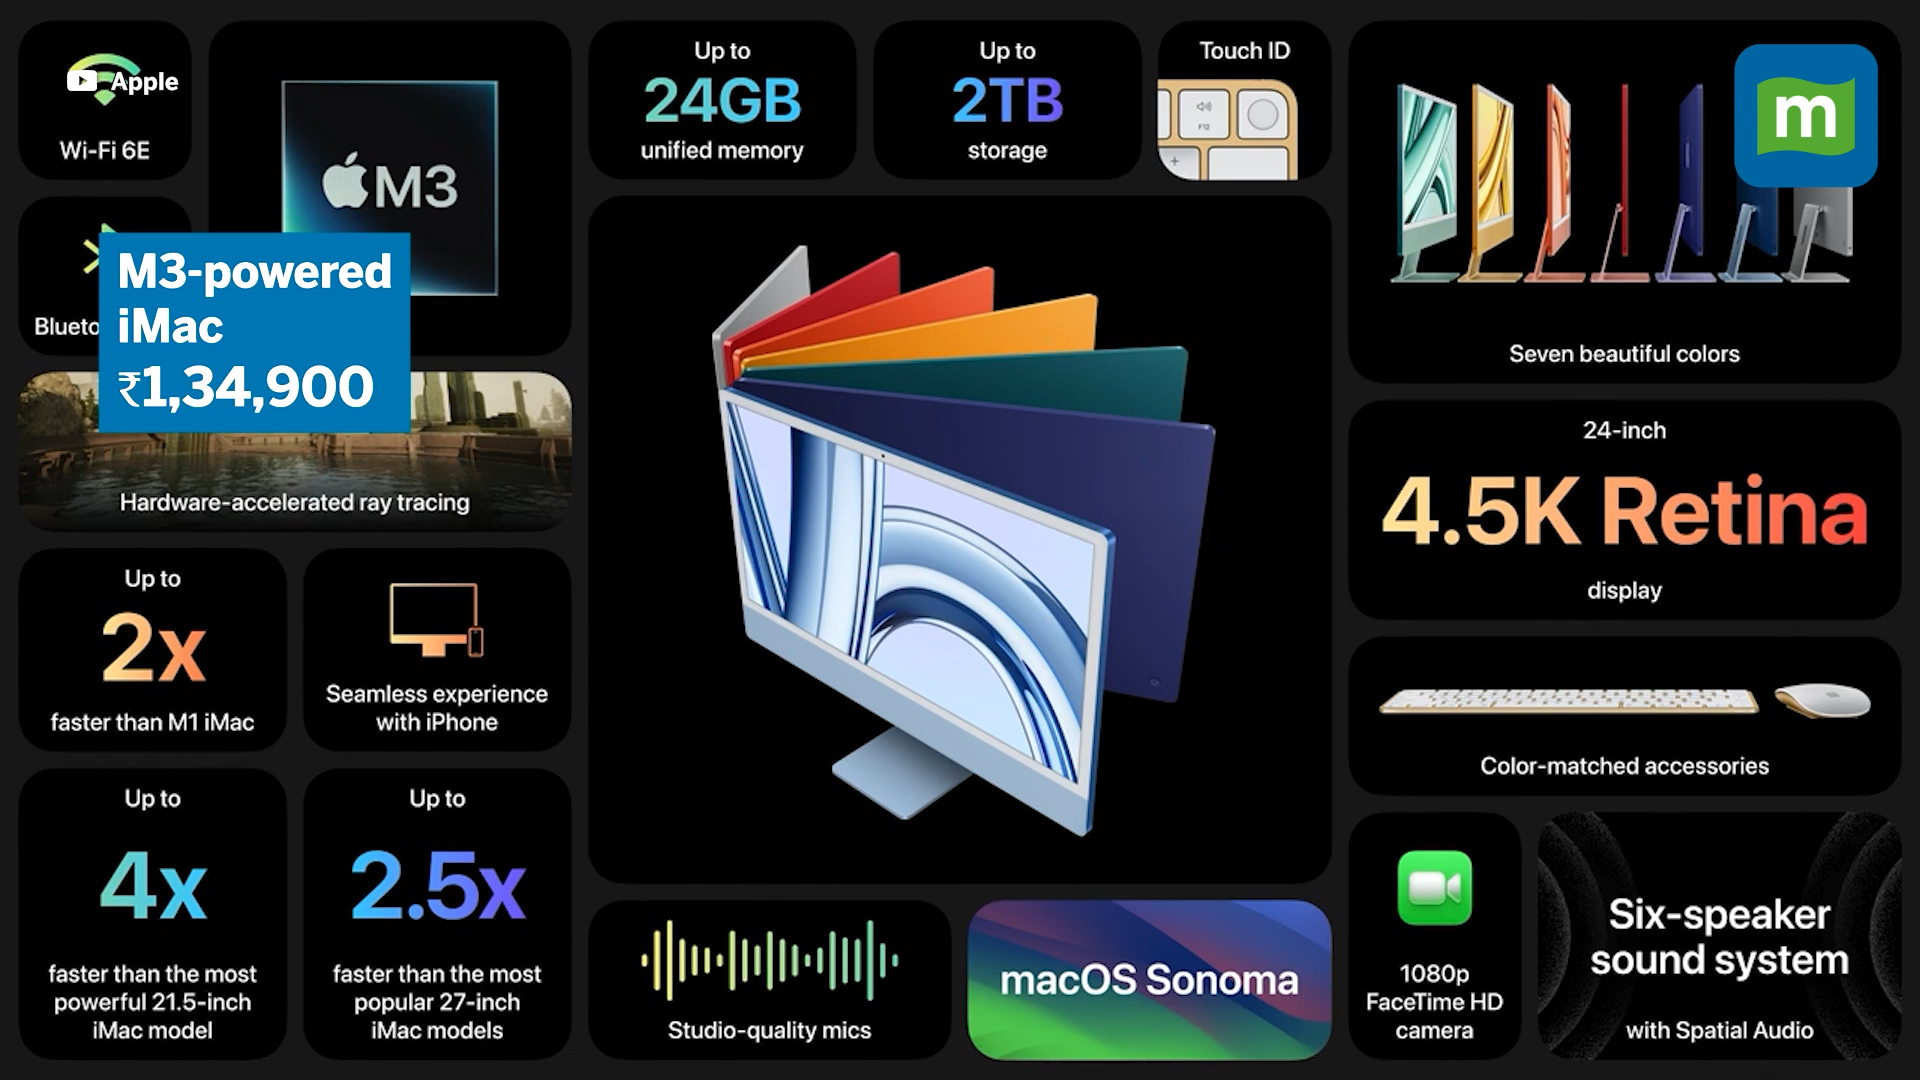 Apple
Wi-Fi 6E
M3
Up to
24GB
unified memory
Up to
2TB
storage
Touch ID
F12
+
m
Seven beautiful colors
Blueto
M3-powered
iMac
₹1,34,900
Hardware-accelerated ray tracing
24-inch
4.5K Retina
display
Up to
2x
faster than M1 iMac
Seamless experience
with iPhone
Color-matched accessories
Up to
4x
faster than the most
powerful 21.5-inch
iMac model
Up to
2.5x
faster than the most
popular 27-inch
iMac models
Studio-quality mics
macOS Sonoma
1080p
FaceTime HD
camera
Six-speaker
sound system
with Spatial Audio